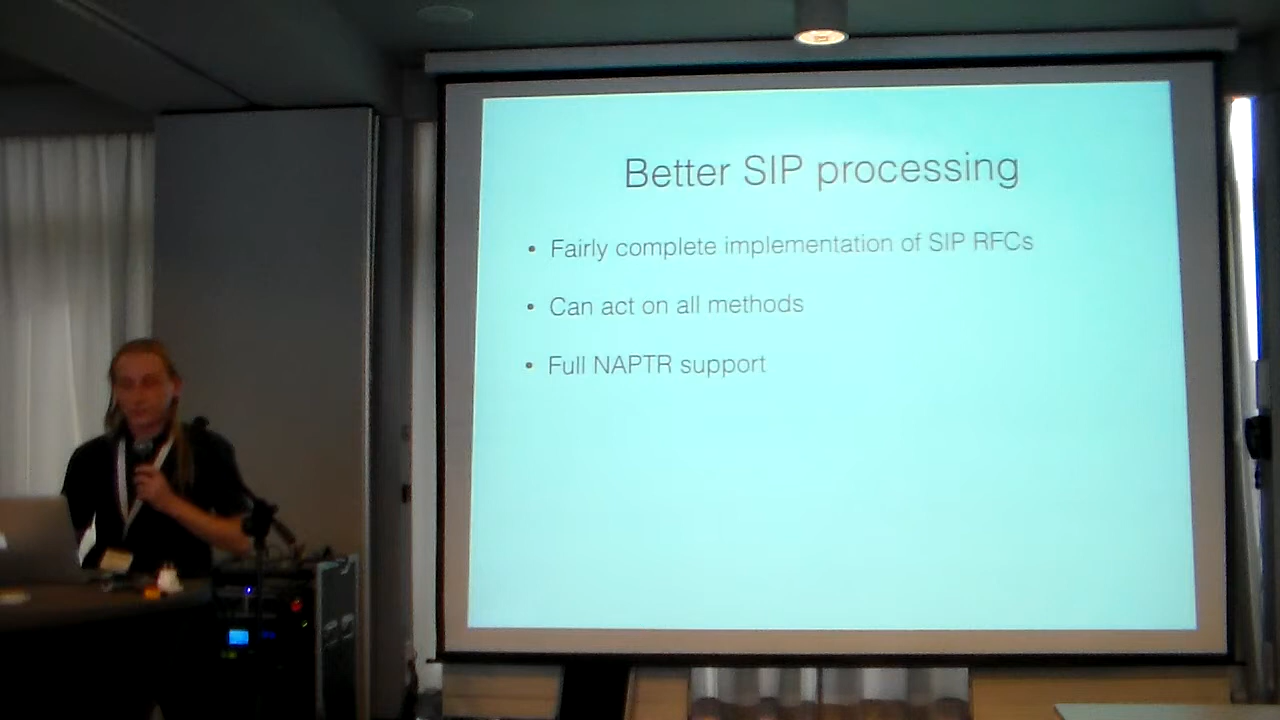 Better SIP processing
• Fairly complete implementation of SIP RFCs
• Can act on all methods
• Full NAPTR support